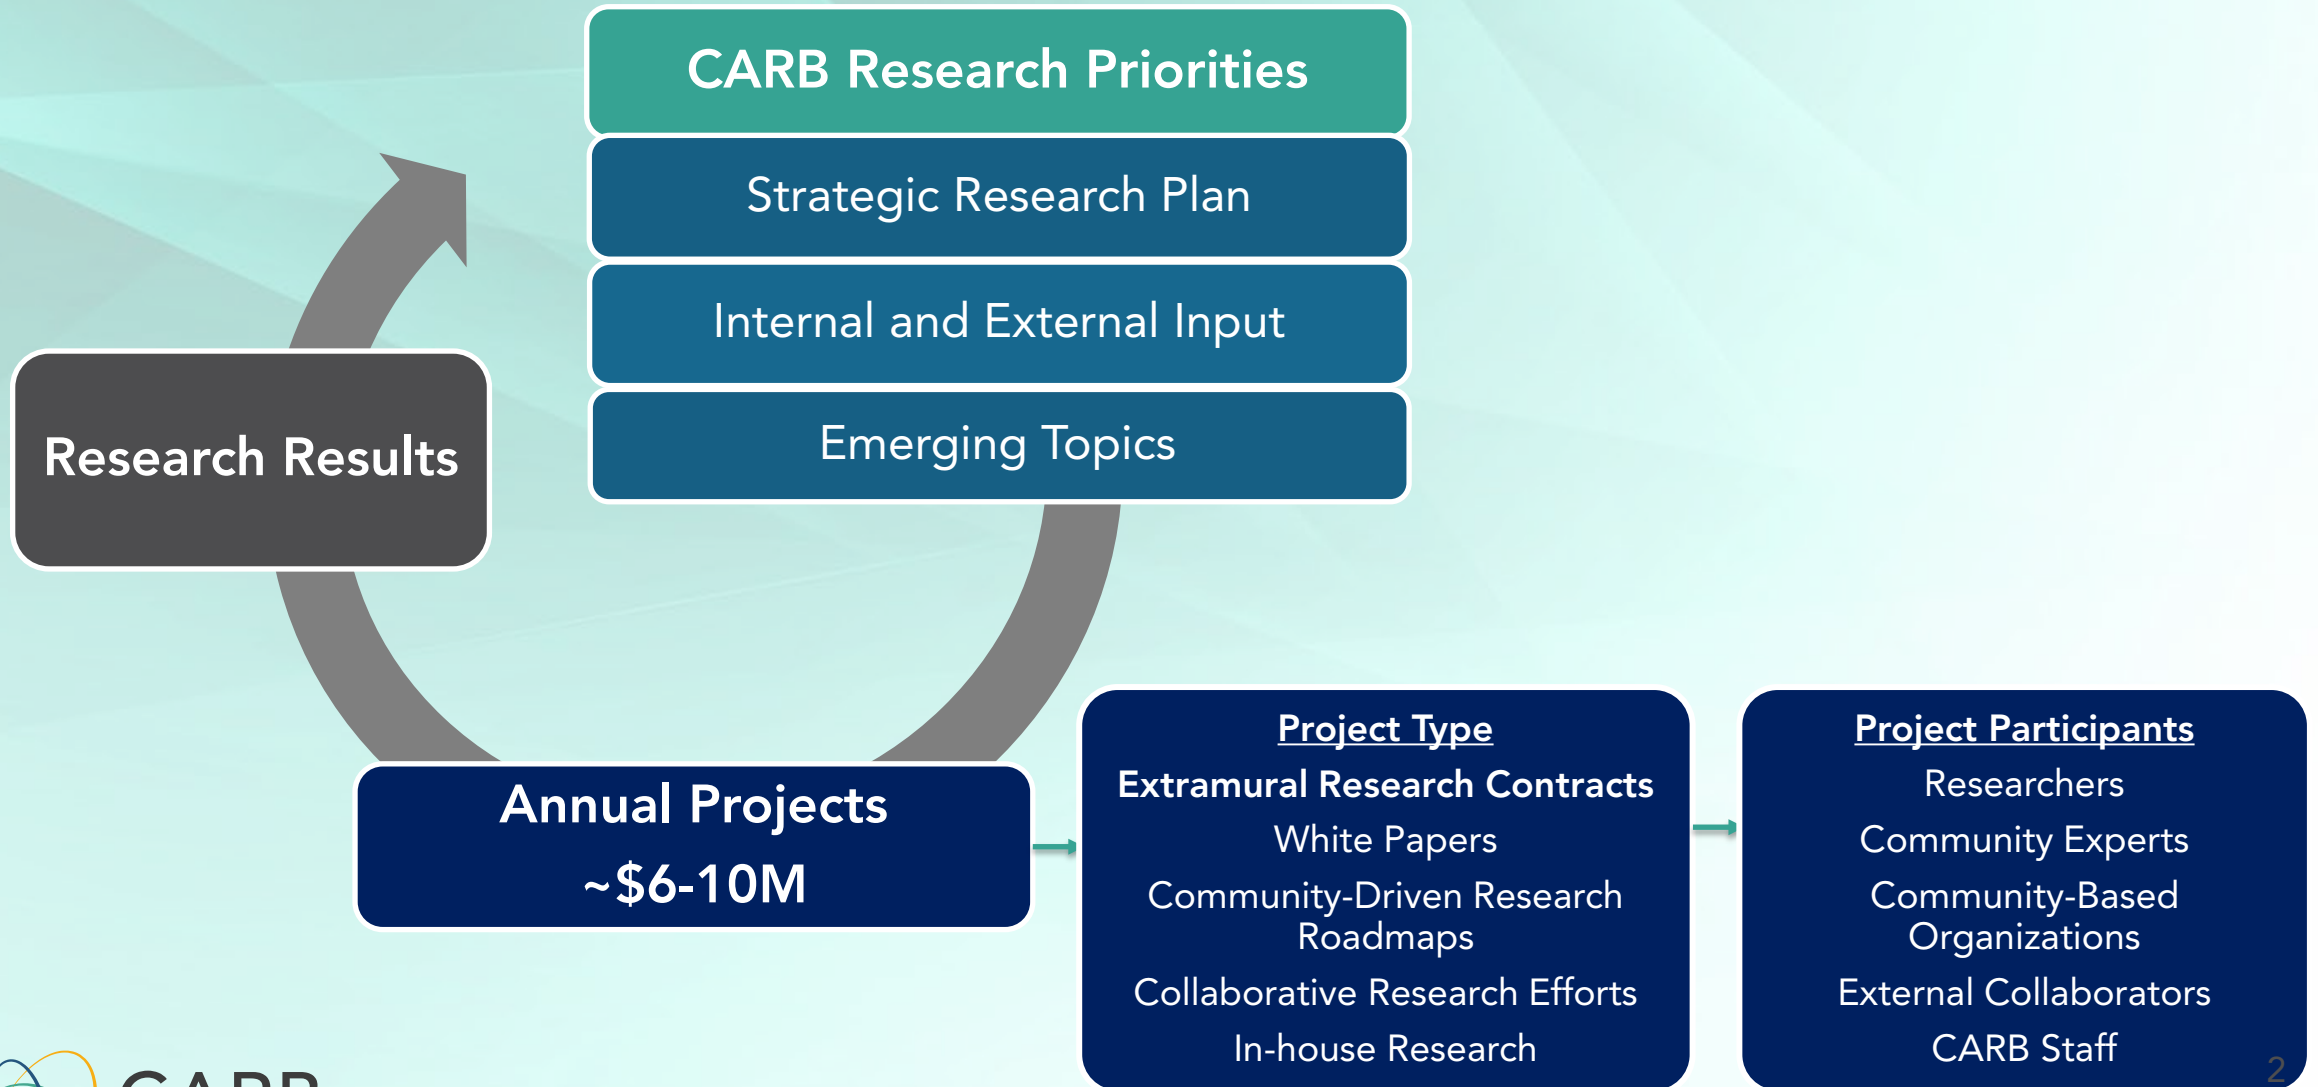 CARB Research Priorities
Strategic Research Plan
Internal and External Input
Emerging Topics
Research Results
Annual Projects
~$6-10M
Project Type
Extramural Research Contracts
White Papers
Community-Driven Research
Roadmaps
Collaborative Research Efforts
In-house Research
Project Participants
Researchers
Community Experts
Community-Based
Organizations
External Collaborators
CARB Staff
CARB
2